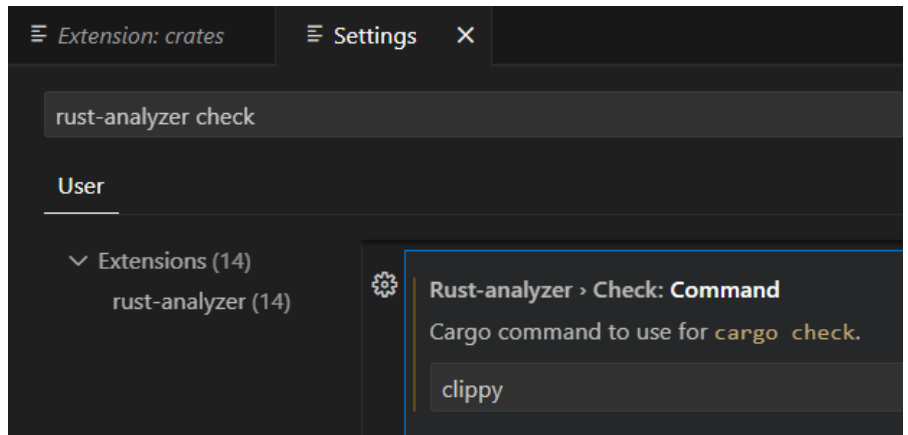 Extension: crates
Settings
rust-analyzer check
User
Extensions (14)
rust-analyzer (14)
Rust-analyzer › Check: Command
Cargo command to use for cargo check.
clippy